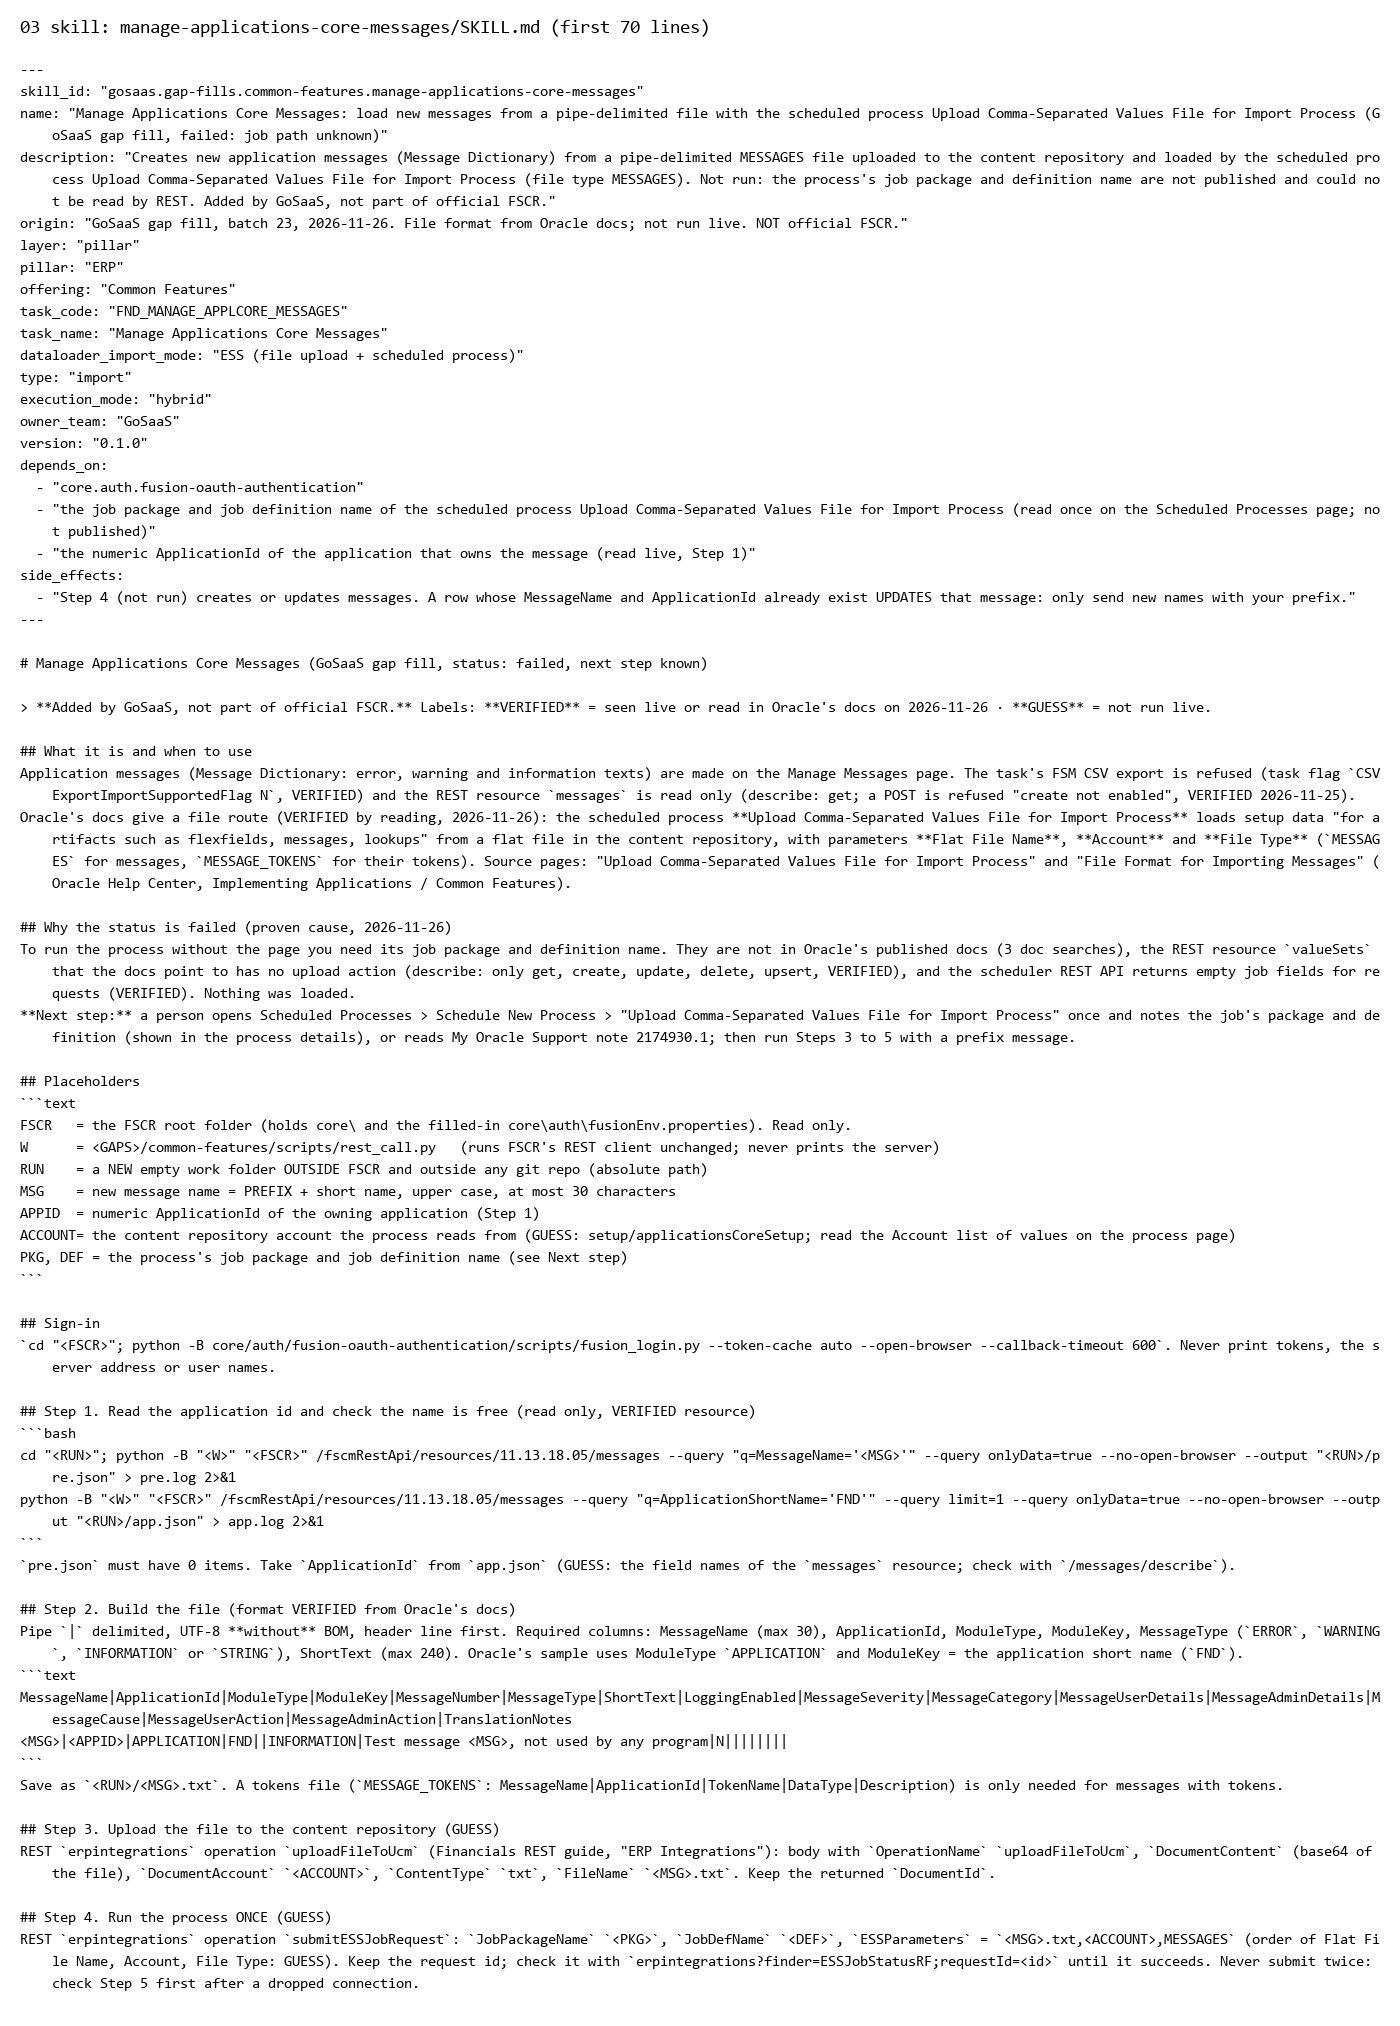 03 skill: manage-applications-core-messages/SKILL.md (first 70 lines)
---
skill_id: "gosaas.gap-fills.common-features.manage-applications-core-messages"
name: "Manage Applications Core Messages: load new messages from a pipe-delimited file with the scheduled process Upload Comma-Separated Values File for Import Process (G
oSaaS gap fill, failed: job path unknown)"
description: "Creates new application messages (Message Dictionary) from a pipe-delimited MESSAGES file uploaded to the content repository and loaded by the scheduled pro
cess Upload Comma-Separated Values File for Import Process (file type MESSAGES). Not run: the process's job package and definition name are not published and could no
t be read by REST. Added by GoSaaS, not part of official FSCR."
origin: "GoSaaS gap fill, batch 23, 2026-11-26. File format from Oracle docs; not run live. NOT official FSCR."
layer: "pillar"
pillar: "ERP"
offering: "Common Features"
task_code: "FND_MANAGE_APPLCORE_MESSAGES"
task_name: "Manage Applications Core Messages"
dataloader_import_mode: "ESS (file upload + scheduled process)"
type: "import"
execution_mode: "hybrid"
owner_team: "GoSaaS"
version: "0.1.0"
depends_on:
  - "core.auth.fusion-oauth-authentication"
  - "the job package and job definition name of the scheduled process Upload Comma-Separated Values File for Import Process (read once on the Scheduled Processes page; no
t published)"
  - "the numeric ApplicationId of the application that owns the message (read live, Step 1)"
side_effects:
  - "Step 4 (not run) creates or updates messages. A row whose MessageName and ApplicationId already exist UPDATES that message: only send new names with your prefix."
---
# Manage Applications Core Messages (GoSaaS gap fill, status: failed, next step known)
> **Added by GoSaaS, not part of official FSCR.** Labels: **VERIFIED** = seen live or read in Oracle's docs on 2026-11-26 · **GUESS** = not run live.
## What it is and when to use
Application messages (Message Dictionary: error, warning and information texts) are made on the Manage Messages page. The task's FSM CSV export is refused (task flag `CSV
ExportImportSupportedFlag N`, VERIFIED) and the REST resource `messages` is read only (describe: get; a POST is refused "create not enabled", VERIFIED 2026-11-25).
Oracle's docs give a file route (VERIFIED by reading, 2026-11-26): the scheduled process **Upload Comma-Separated Values File for Import Process** loads setup data "for a
rtifacts such as flexfields, messages, lookups" from a flat file in the content repository, with parameters **Flat File Name**, **Account** and **File Type** (`MESSAG
ES` for messages, `MESSAGE_TOKENS` for their tokens). Source pages: "Upload Comma-Separated Values File for Import Process" and "File Format for Importing Messages" (
Oracle Help Center, Implementing Applications / Common Features).
## Why the status is failed (proven cause, 2026-11-26)
To run the process without the page you need its job package and definition name. They are not in Oracle's published docs (3 doc searches), the REST resource `valueSets`
that the docs point to has no upload action (describe: only get, create, update, delete, upsert, VERIFIED), and the scheduler REST API returns empty job fields for re
quests (VERIFIED). Nothing was loaded.
**Next step:** a person opens Scheduled Processes > Schedule New Process > "Upload Comma-Separated Values File for Import Process" once and notes the job's package and de
finition (shown in the process details), or reads My Oracle Support note 2174930.1; then run Steps 3 to 5 with a prefix message.
## Placeholders
```text
FSCR   = the FSCR root folder (holds core\ and the filled-in core\auth\fusionEnv.properties). Read only.
W      = <GAPS>/common-features/scripts/rest_call.py   (runs FSCR's REST client unchanged; never prints the server)
RUN    = a NEW empty work folder OUTSIDE FSCR and outside any git repo (absolute path)
MSG    = new message name = PREFIX + short name, upper case, at most 30 characters
APPID  = numeric ApplicationId of the owning application (Step 1)
ACCOUNT= the content repository account the process reads from (GUESS: setup/applicationsCoreSetup; read the Account list of values on the process page)
PKG, DEF = the process's job package and job definition name (see Next step)
```
## Sign-in
`cd "<FSCR>"; python -B core/auth/fusion-oauth-authentication/scripts/fusion_login.py --token-cache auto --open-browser --callback-timeout 600`. Never print tokens, the s
erver address or user names.
## Step 1. Read the application id and check the name is free (read only, VERIFIED resource)
```bash
cd "<RUN>"; python -B "<W>" "<FSCR>" /fscmRestApi/resources/11.13.18.05/messages --query "q=MessageName='<MSG>'" --query onlyData=true --no-open-browser --output "<RUN>/p
re.json" > pre.log 2>&1
python -B "<W>" "<FSCR>" /fscmRestApi/resources/11.13.18.05/messages --query "q=ApplicationShortName='FND'" --query limit=1 --query onlyData=true --no-open-browser --outp
ut "<RUN>/app.json" > app.log 2>&1
```
`pre.json` must have 0 items. Take `ApplicationId` from `app.json` (GUESS: the field names of the `messages` resource; check with `/messages/describe`).
## Step 2. Build the file (format VERIFIED from Oracle's docs)
Pipe `|` delimited, UTF-8 **without** BOM, header line first. Required columns: MessageName (max 30), ApplicationId, ModuleType, ModuleKey, MessageType (`ERROR`, `WARNING
`, `INFORMATION` or `STRING`), ShortText (max 240). Oracle's sample uses ModuleType `APPLICATION` and ModuleKey = the application short name (`FND`).
```text
MessageName|ApplicationId|ModuleType|ModuleKey|MessageNumber|MessageType|ShortText|LoggingEnabled|MessageSeverity|MessageCategory|MessageUserDetails|MessageAdminDetails|M
essageCause|MessageUserAction|MessageAdminAction|TranslationNotes
<MSG>|<APPID>|APPLICATION|FND||INFORMATION|Test message <MSG>, not used by any program|N||||||||
```
Save as `<RUN>/<MSG>.txt`. A tokens file (`MESSAGE_TOKENS`: MessageName|ApplicationId|TokenName|DataType|Description) is only needed for messages with tokens.
## Step 3. Upload the file to the content repository (GUESS)
REST `erpintegrations` operation `uploadFileToUcm` (Financials REST guide, "ERP Integrations"): body with `OperationName` `uploadFileToUcm`, `DocumentContent` (base64 of
the file), `DocumentAccount` `<ACCOUNT>`, `ContentType` `txt`, `FileName` `<MSG>.txt`. Keep the returned `DocumentId`.
## Step 4. Run the process ONCE (GUESS)
REST `erpintegrations` operation `submitESSJobRequest`: `JobPackageName` `<PKG>`, `JobDefName` `<DEF>`, `ESSParameters` = `<MSG>.txt,<ACCOUNT>,MESSAGES` (order of Flat Fi
le Name, Account, File Type: GUESS). Keep the request id; check it with `erpintegrations?finder=ESSJobStatusRF;requestId=<id>` until it succeeds. Never submit twice:
check Step 5 first after a dropped connection.